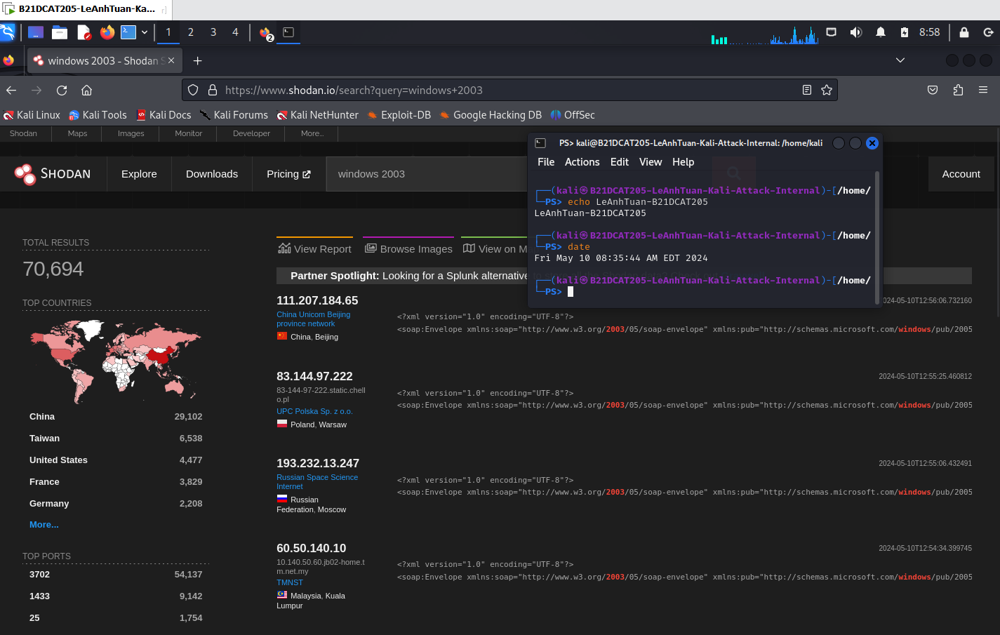 B21DCAT205-LeAnhTuan-Ka...
1 2 3 4 2 8:58
windows 2003 - Shodan S
https://www.shodan.io/search?query=windows+2003
Kali Linux Kali Tools Kali Docs Kali Forums Kali NetHunter Exploit-DB Google Hacking DB OffSec
Shodan Maps Images Monitor Developer More...
SHODAN Explore Downloads Pricing windows 2003 Account
PS> kali@B21DCAT205-LeAnhTuan-Kali-Attack-Internal: /home/kali
File Actions Edit View Help
┌──(kali㉿B21DCAT205-LeAnhTuan-Kali-Attack-Internal)-[/home/
└─PS> echo LeAnhTuan-B21DCAT205
LeAnhTuan-B21DCAT205
┌──(kali㉿B21DCAT205-LeAnhTuan-Kali-Attack-Internal)-[/home/
└─PS> date
Fri May 10 08:35:44 AM EDT 2024
┌──(kali㉿B21DCAT205-LeAnhTuan-Kali-Attack-Internal)-[/home/
└─PS>
TOTAL RESULTS
70,694
TOP COUNTRIES
China 29,102
Taiwan 6,538
United States 4,477
France 3,829
Germany 2,208
More...
TOP PORTS
3702 54,137
1433 9,142
25 1,754
View Report Browse Images View on M
Partner Spotlight: Looking for a Splunk alternative
111.207.184.65
2024-05-10T12:56:06.732160
China Unicom Beijing
province network
China, Beijing
<?xml version="1.0" encoding="UTF-8"?>
<soap:Envelope xmlns:soap="http://www.w3.org/2003/05/soap-envelope" xmlns:pub="http://schemas.microsoft.com/windows/pub/2005
83.144.97.222
2024-05-10T12:55:25.460812
83-144-97-222.static.chell
o.pl
UPC Polska Sp. z o.o.
Poland, Warsaw
<?xml version="1.0" encoding="UTF-8"?>
<soap:Envelope xmlns:soap="http://www.w3.org/2003/05/soap-envelope" xmlns:pub="http://schemas.microsoft.com/windows/pub/2005
193.232.13.247
2024-05-10T12:55:06.432491
Russian Space Science
Internet
Russian
Federation, Moscow
<?xml version="1.0" encoding="UTF-8"?>
<soap:Envelope xmlns:soap="http://www.w3.org/2003/05/soap-envelope" xmlns:pub="http://schemas.microsoft.com/windows/pub/2005
60.50.140.10
2024-05-10T12:54:34.399745
10.140.50.60.jb02-home.t
m.net.my
TMNST
Malaysia, Kuala
Lumpur
<?xml version="1.0" encoding="UTF-8"?>
<soap:Envelope xmlns:soap="http://www.w3.org/2003/05/soap-envelope" xmlns:pub="http://schemas.microsoft.com/windows/pub/2005